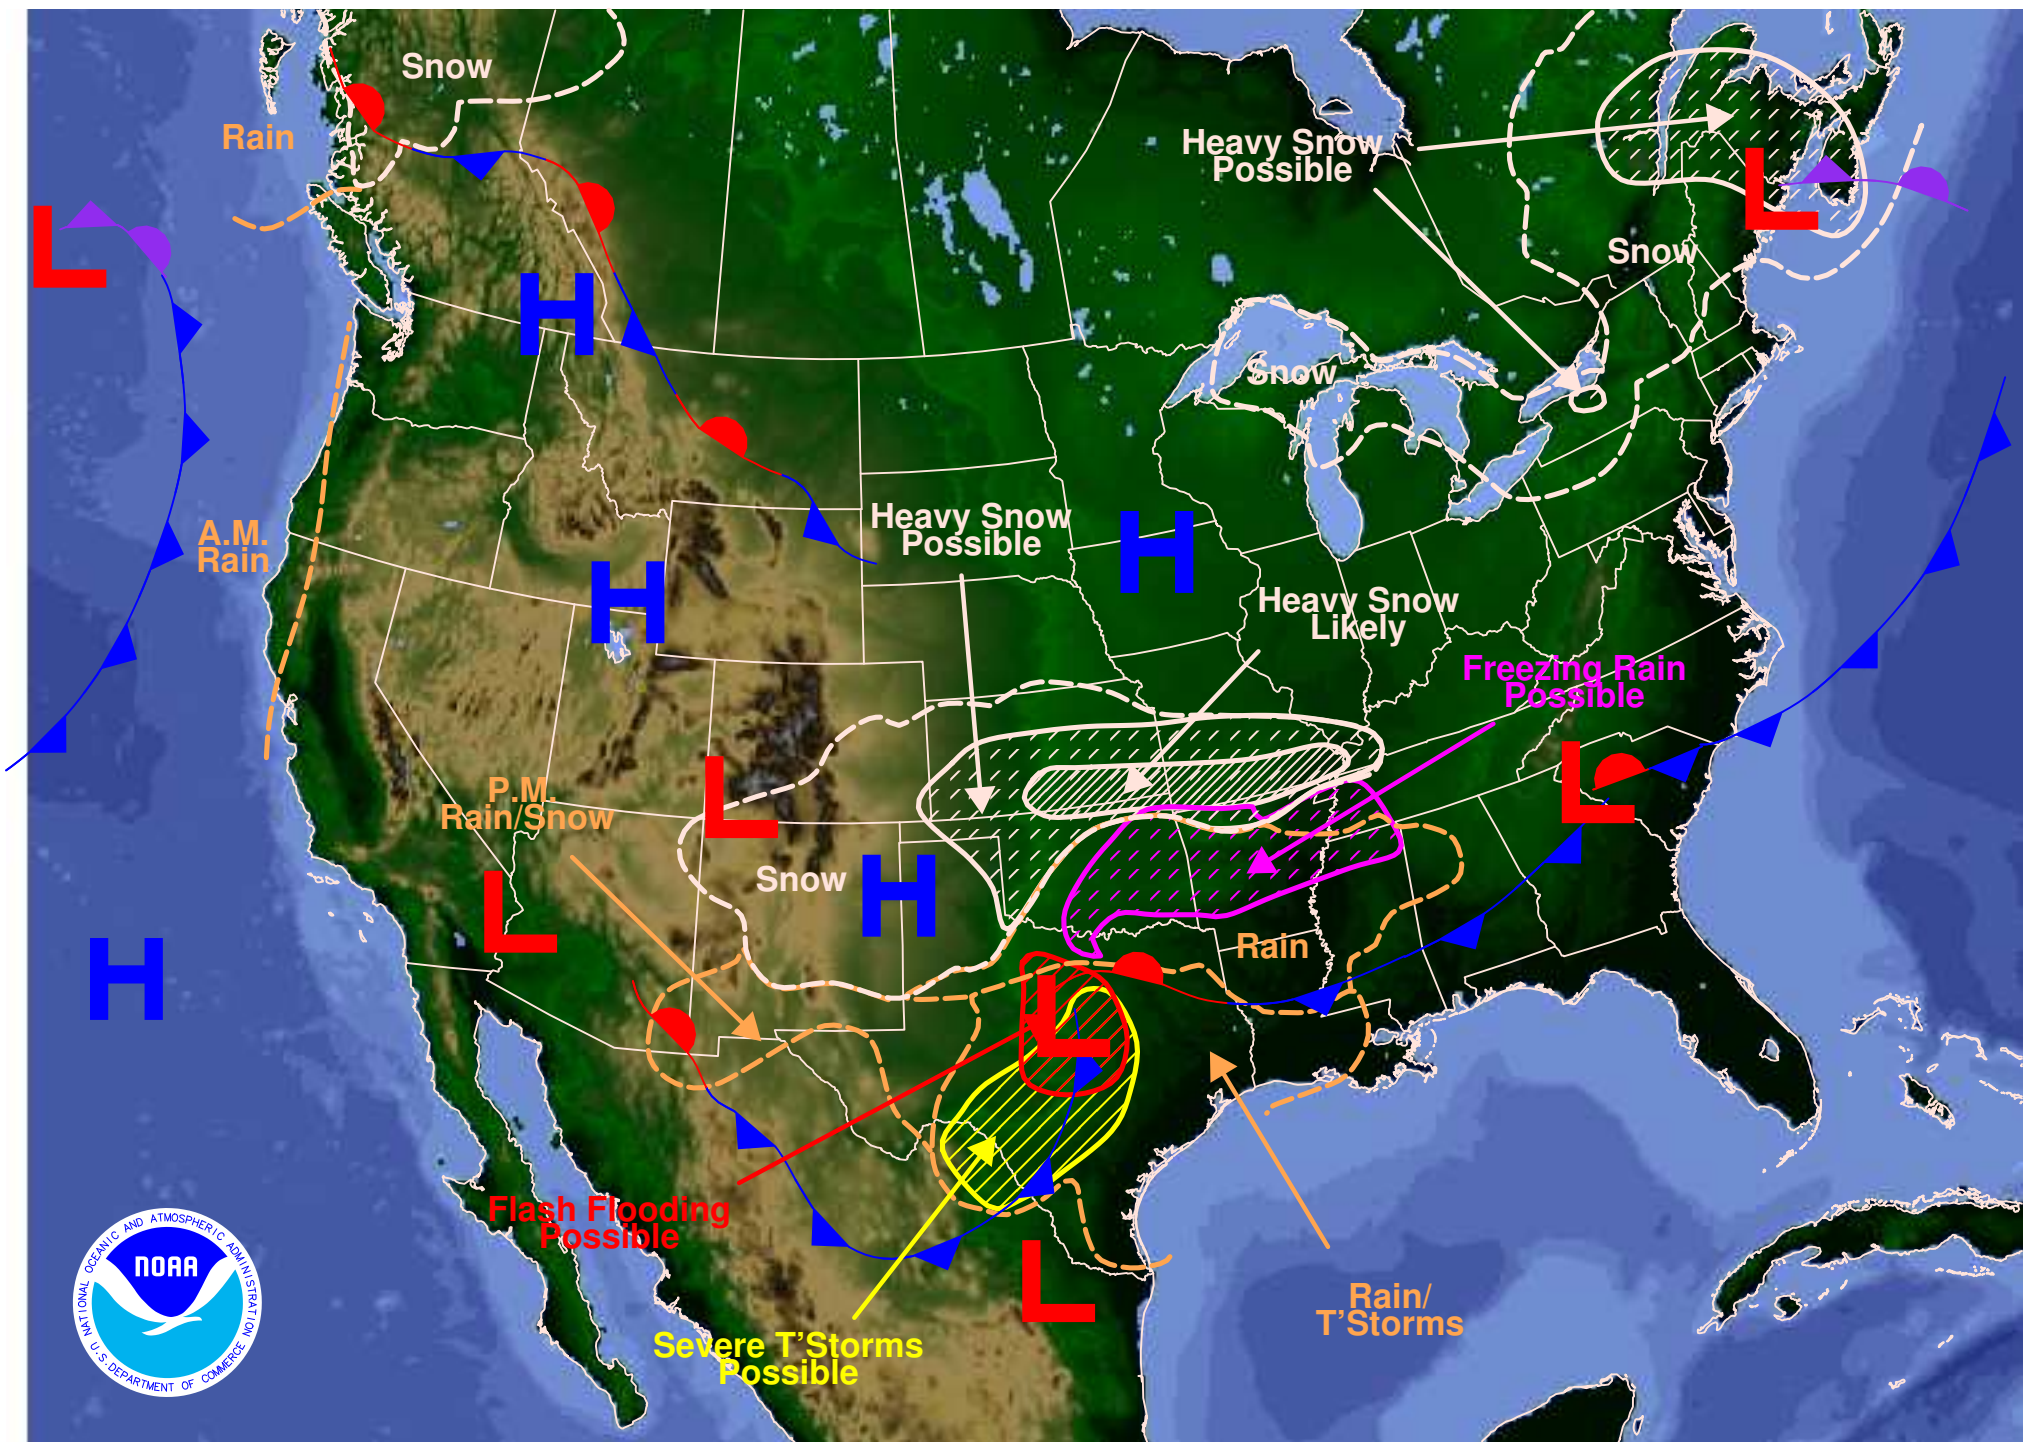 Snow
Rain
Heavy Snow
Possible
L
L
Snow
H
Snow
A.M.
Rain
Heavy Snow
Possible
H
H
Heavy Snow
Likely
Freezing Rain
Possible
P.M.
Rain/Snow
L
L
Snow
H
L
Rain
H
L
Flash Flooding
Possible
NATIONAL OCEANIC AND ATMOSPHERIC ADMINISTRATION
NOAA
U.S. DEPARTMENT OF COMMERCE
L
Rain/
T'Storms
Severe T'Storms
Possible